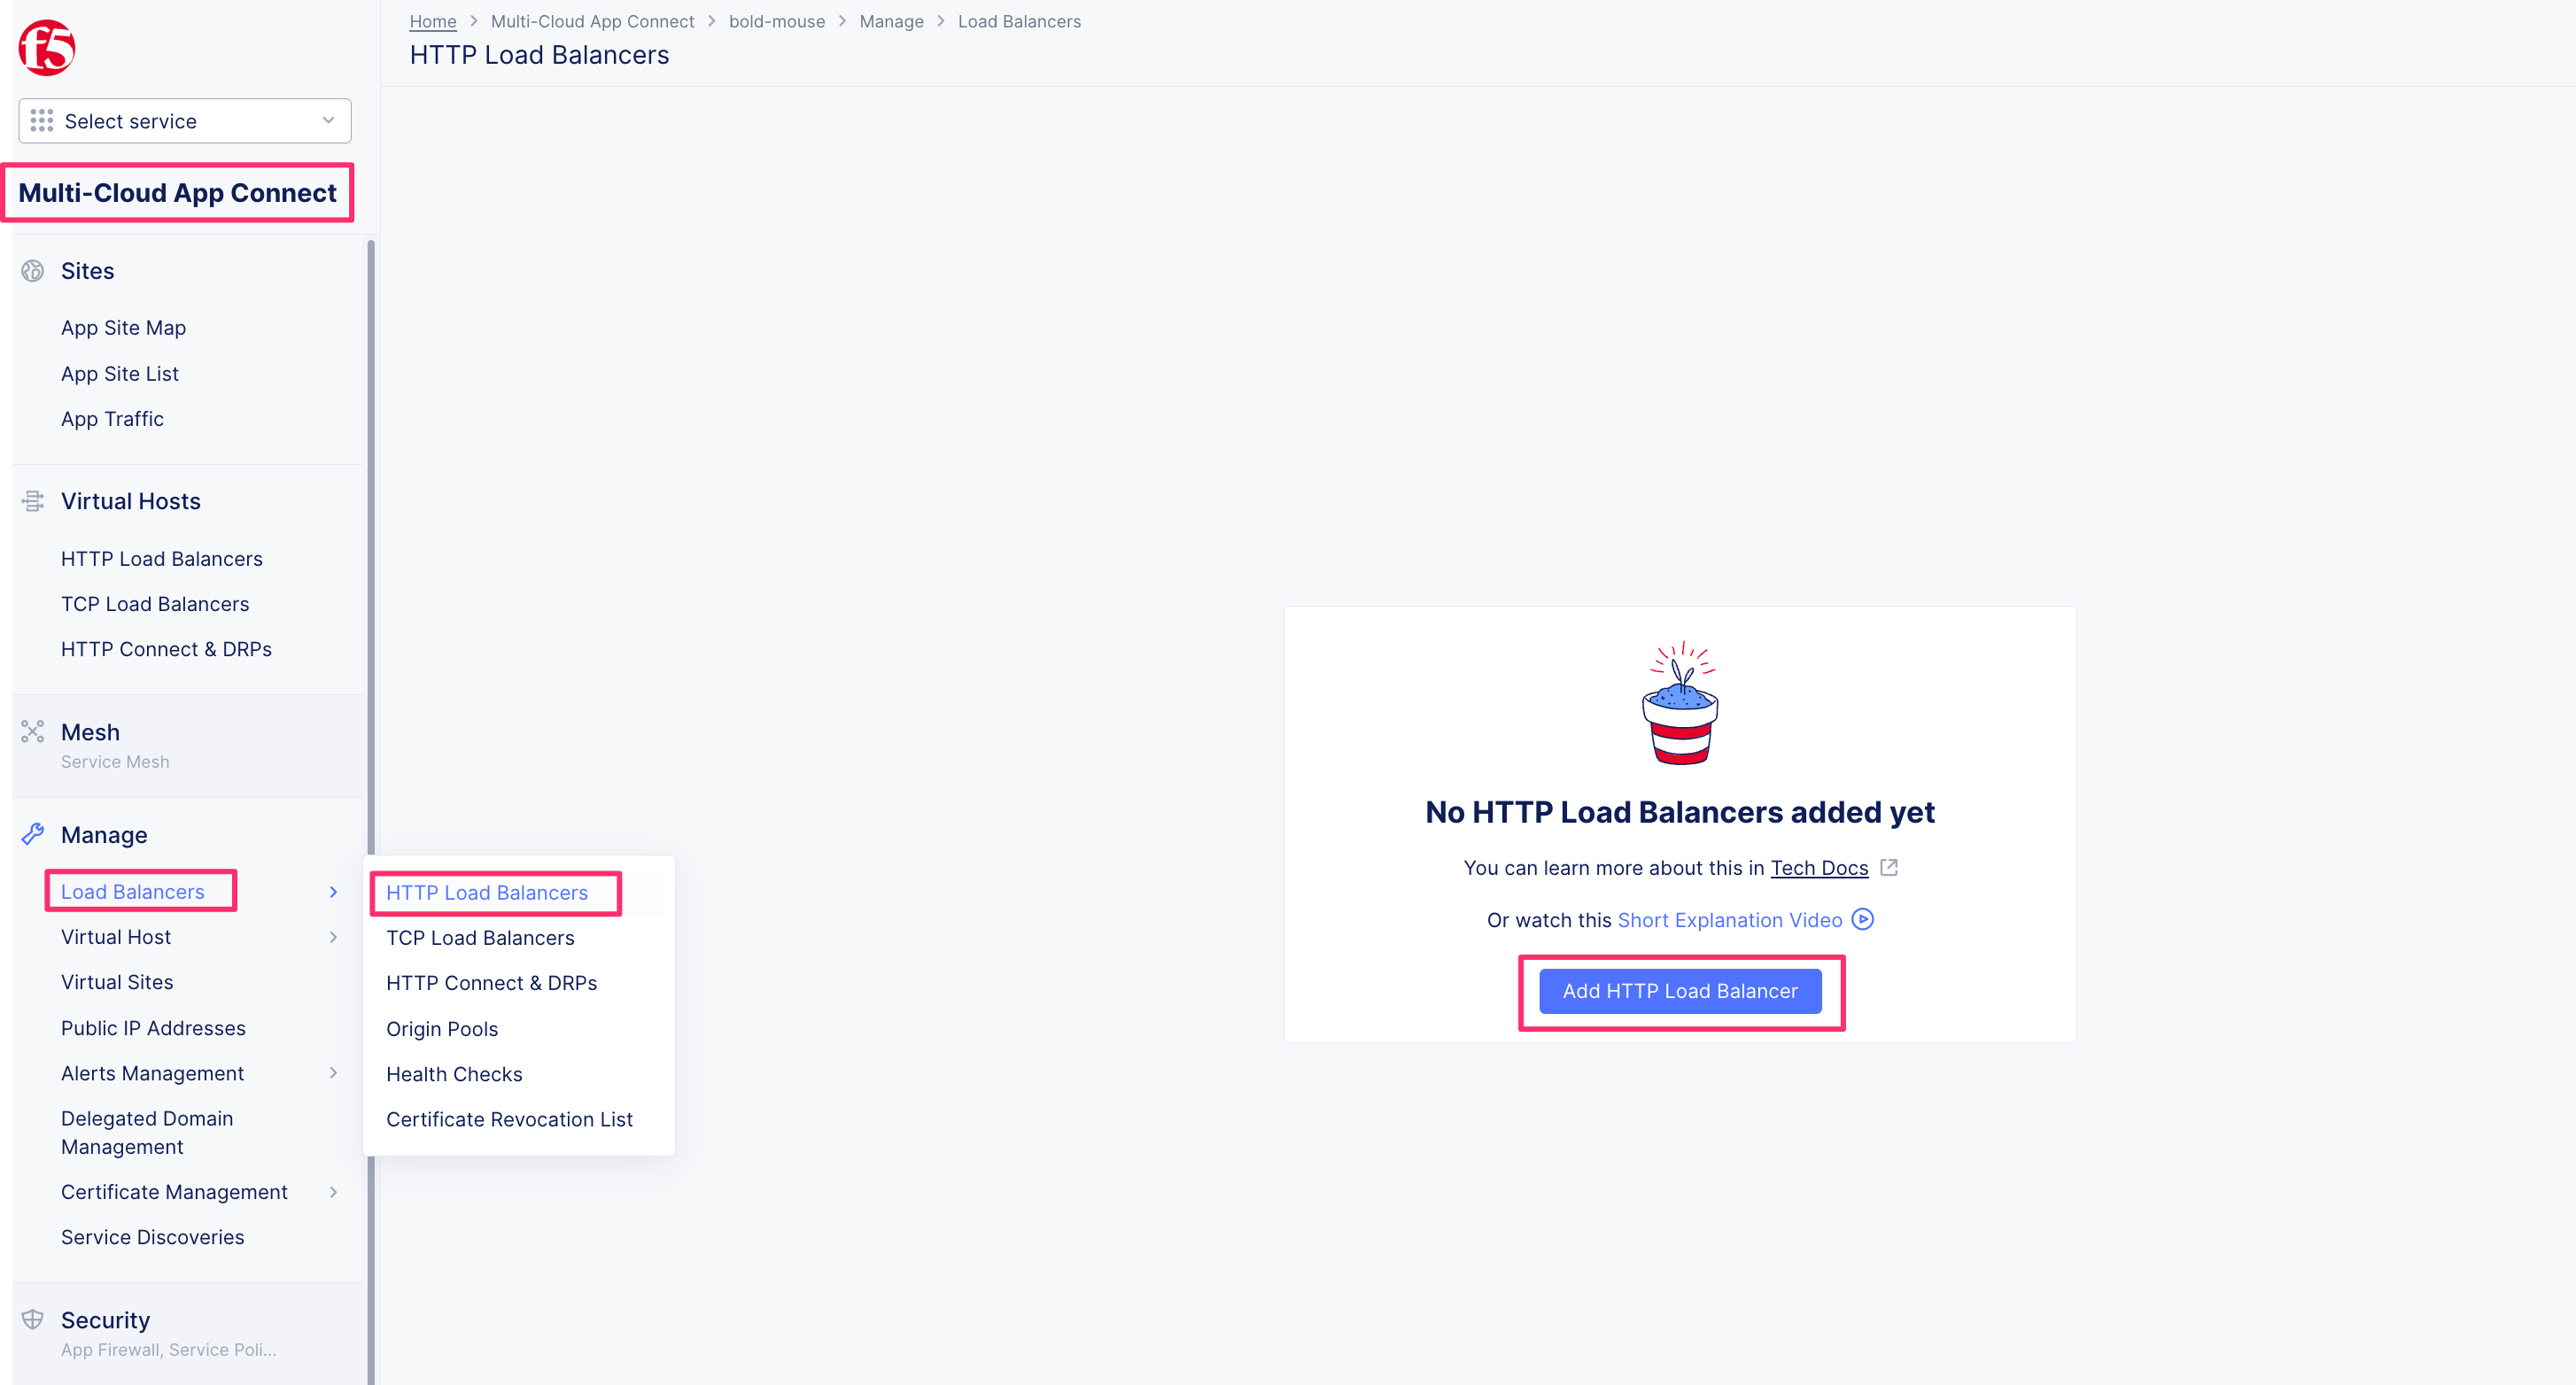 f5
Home > Multi-Cloud App Connect > bold-mouse > Manage > Load Balancers
HTTP Load Balancers
Select service
Multi-Cloud App Connect
Sites
App Site Map
App Site List
App Traffic
Virtual Hosts
HTTP Load Balancers
TCP Load Balancers
HTTP Connect & DRPs
Mesh
Service Mesh
Manage
Load Balancers
Virtual Host
Virtual Sites
Public IP Addresses
Alerts Management
Delegated Domain
Management
Certificate Management
Service Discoveries
Security
App Firewall, Service Poli...
HTTP Load Balancers
TCP Load Balancers
HTTP Connect & DRPs
Origin Pools
Health Checks
Certificate Revocation List
No HTTP Load Balancers added yet
You can learn more about this in Tech Docs
Or watch this Short Explanation Video
Add HTTP Load Balancer